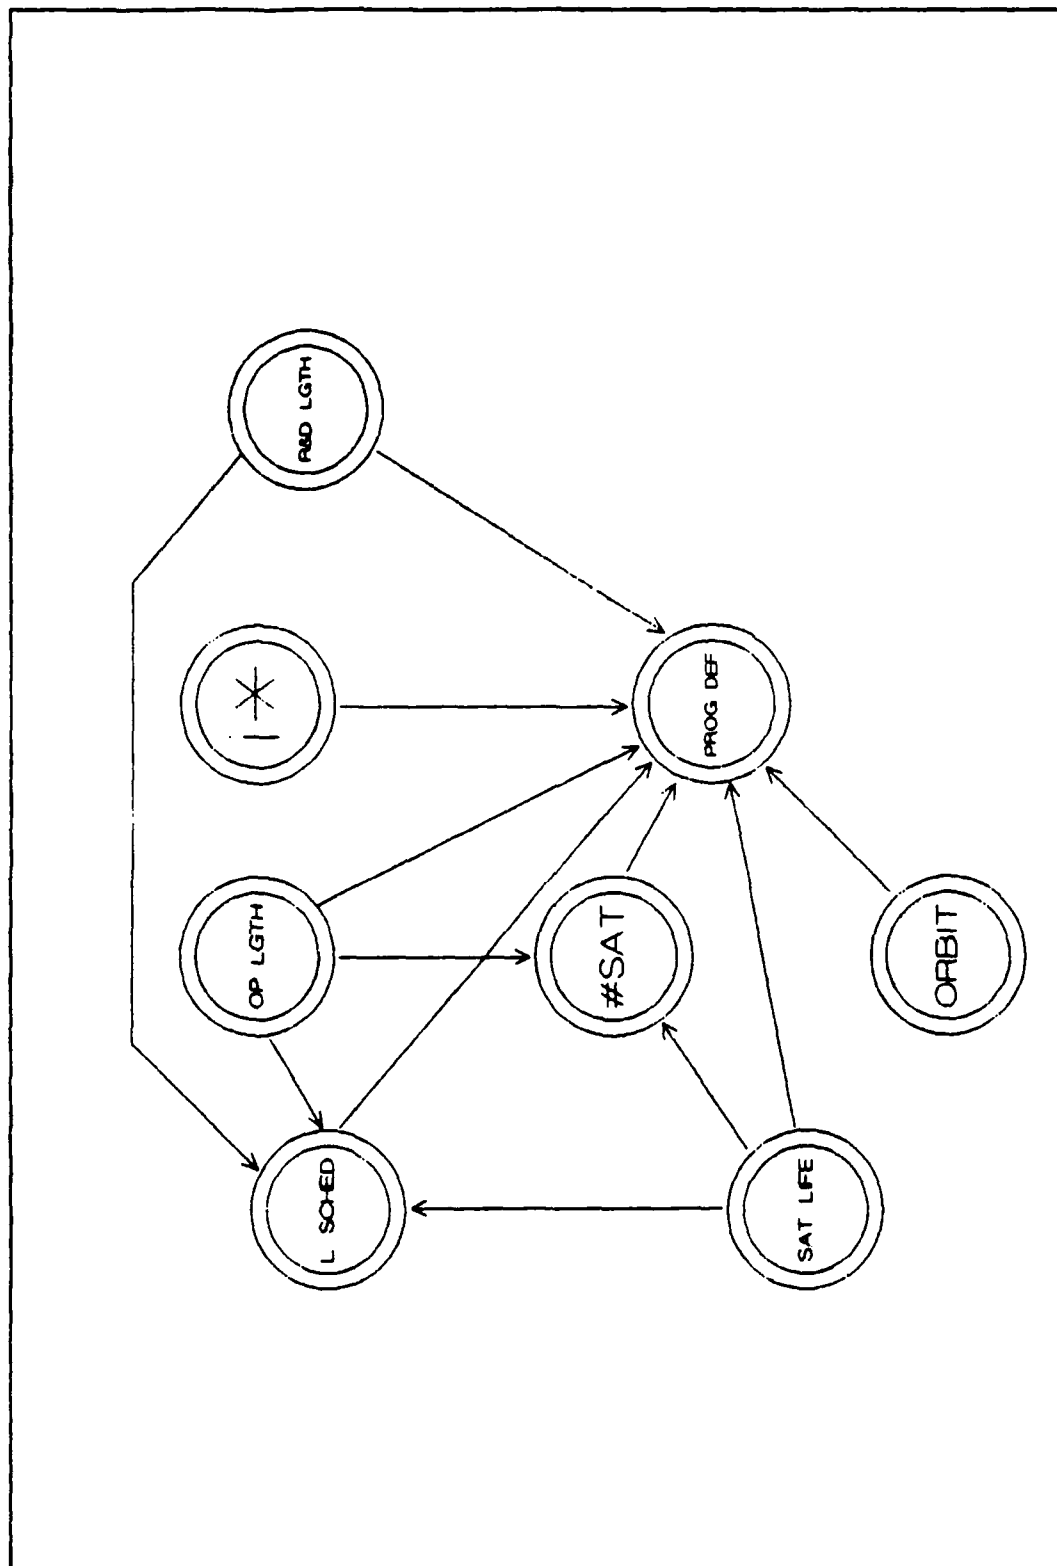 L SCHED
OP LGTH
i*
R&D LGTH
#SAT
PROG DEF
SAT LIFE
ORBIT